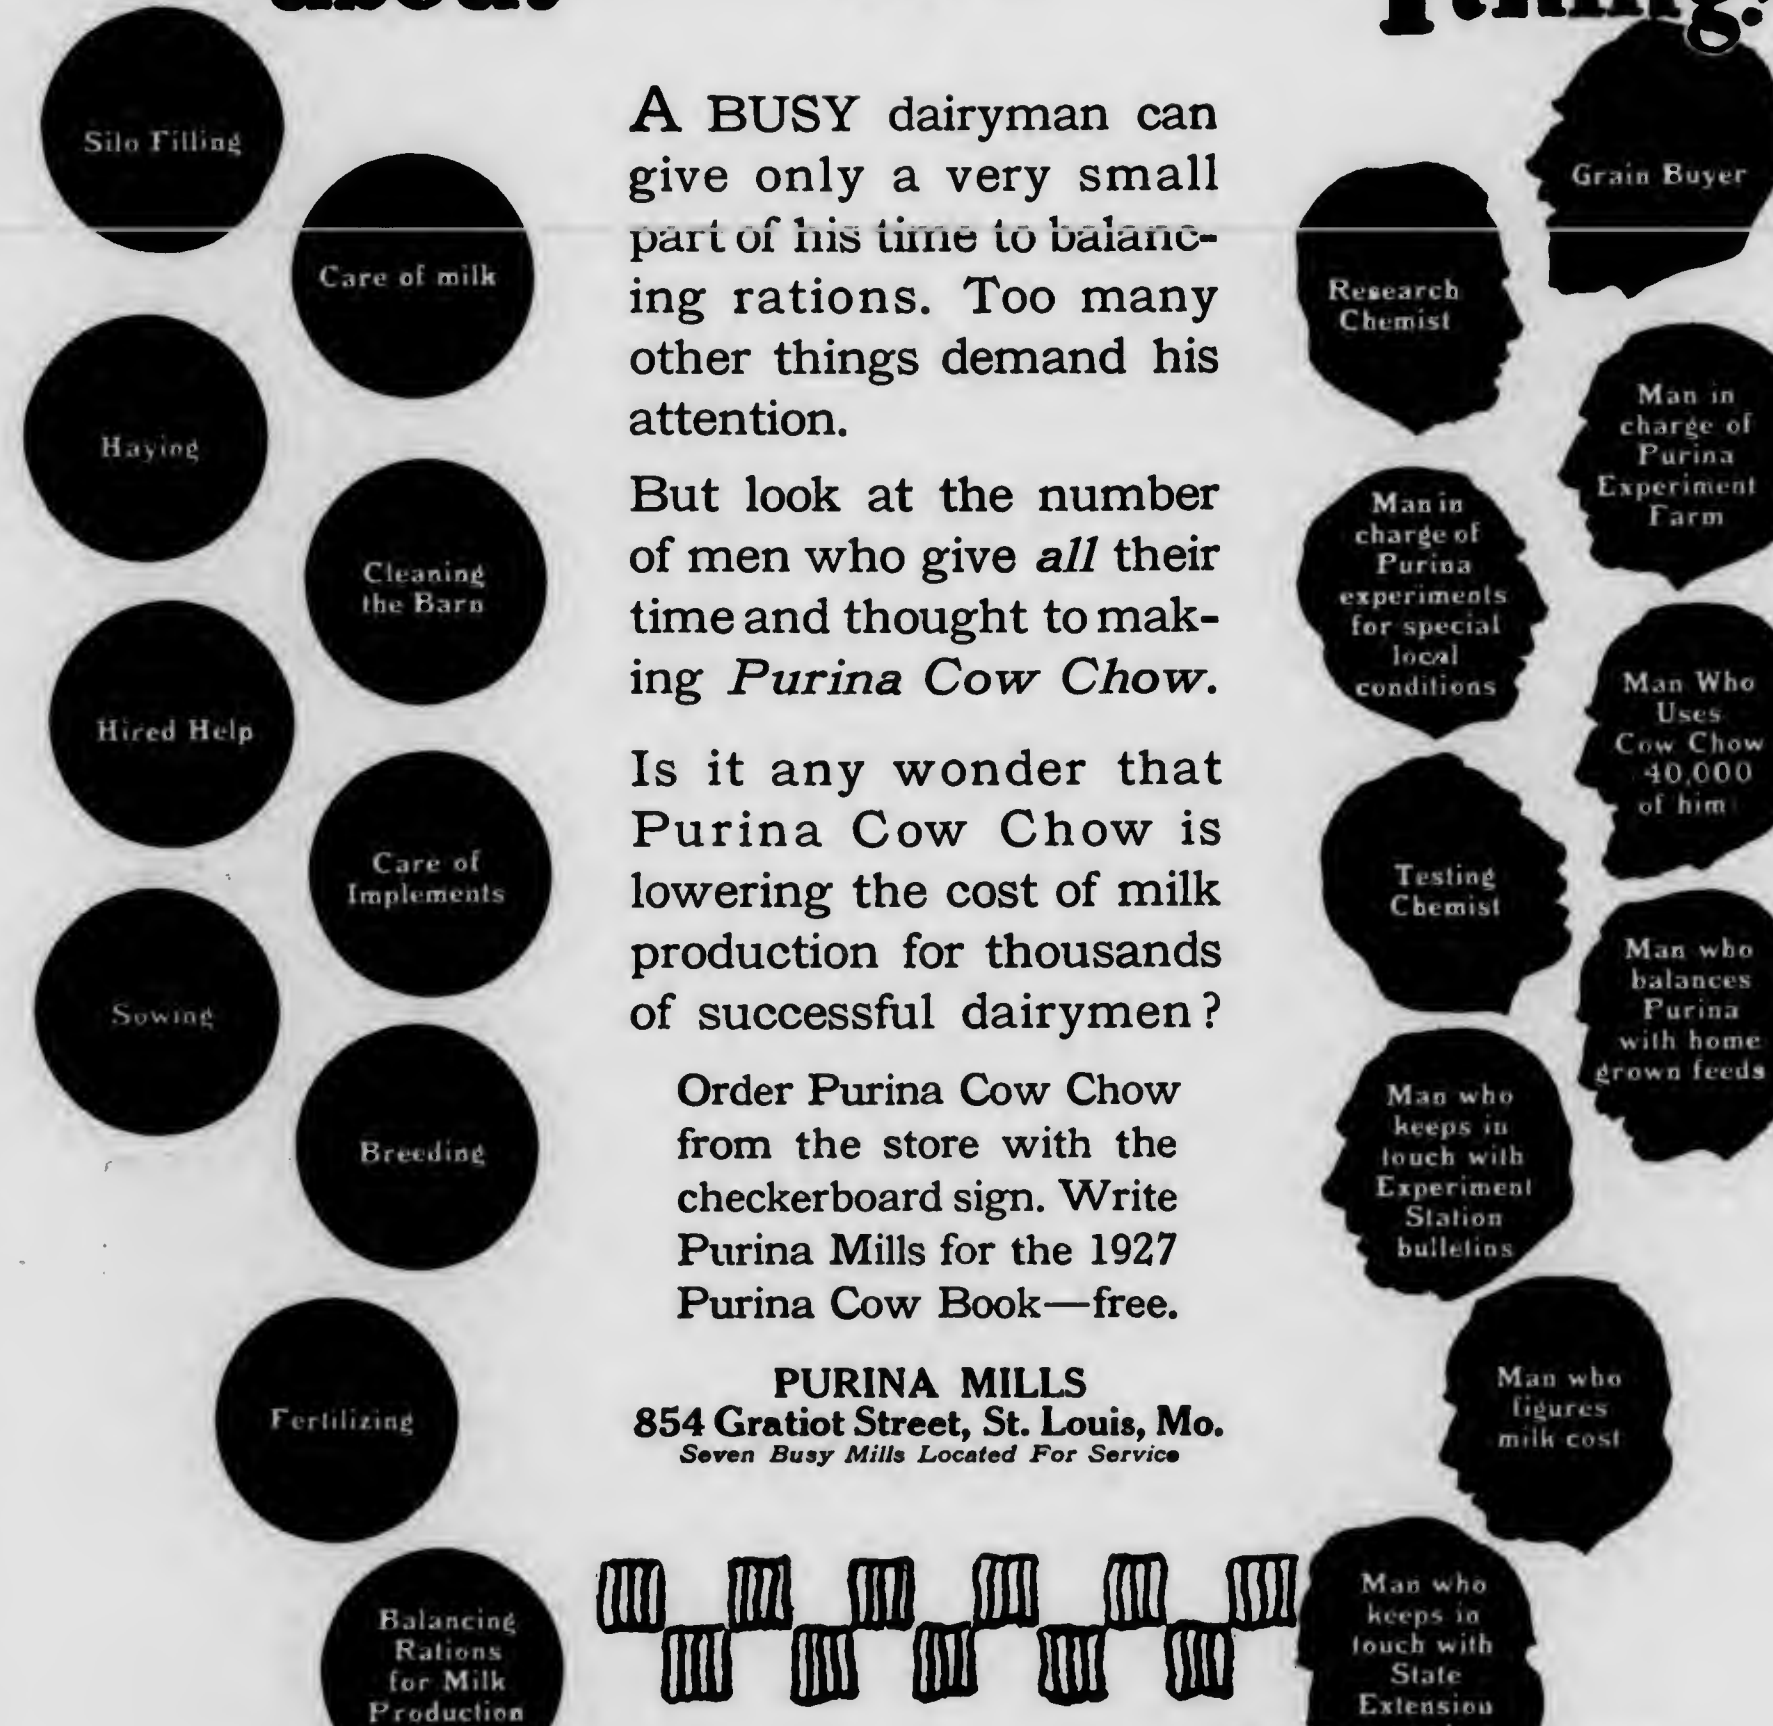 about
thing?
Silo Filling
Care of milk
Haying
Cleaning
the Barn
Hired Help
Care of
Implements
Sowing
Breeding
Fertilizing
Balancing
Rations
for Milk
Production
A BUSY dairyman can
give only a very small
part of his time to balanc-
ing rations. Too many
other things demand his
attention.
But look at the number
of men who give all their
time and thought to mak-
ing Purina Cow Chow.
Is it any wonder that
Purina Cow Chow is
lowering the cost of milk
production for thousands
of successful dairymen?
Order Purina Cow Chow
from the store with the
checkerboard sign. Write
Purina Mills for the 1927
Purina Cow Book—free.
PURINA MILLS
854 Gratiot Street, St. Louis, Mo.
Seven Busy Mills Located For Service
Grain Buyer
Research
Chemist
Man in
charge of
Purina
Experiment
Farm
Man in
charge of
Purina
experiments
for special
local
conditions
Man Who
Uses
Cow Chow
40,000
of him
Testing
Chemist
Man who
balances
Purina
with home
grown feeds
Man who
keeps in
touch with
Experiment
Station
bulletins
Man who
figures
milk cost
Man who
keeps in
touch with
State
Extension